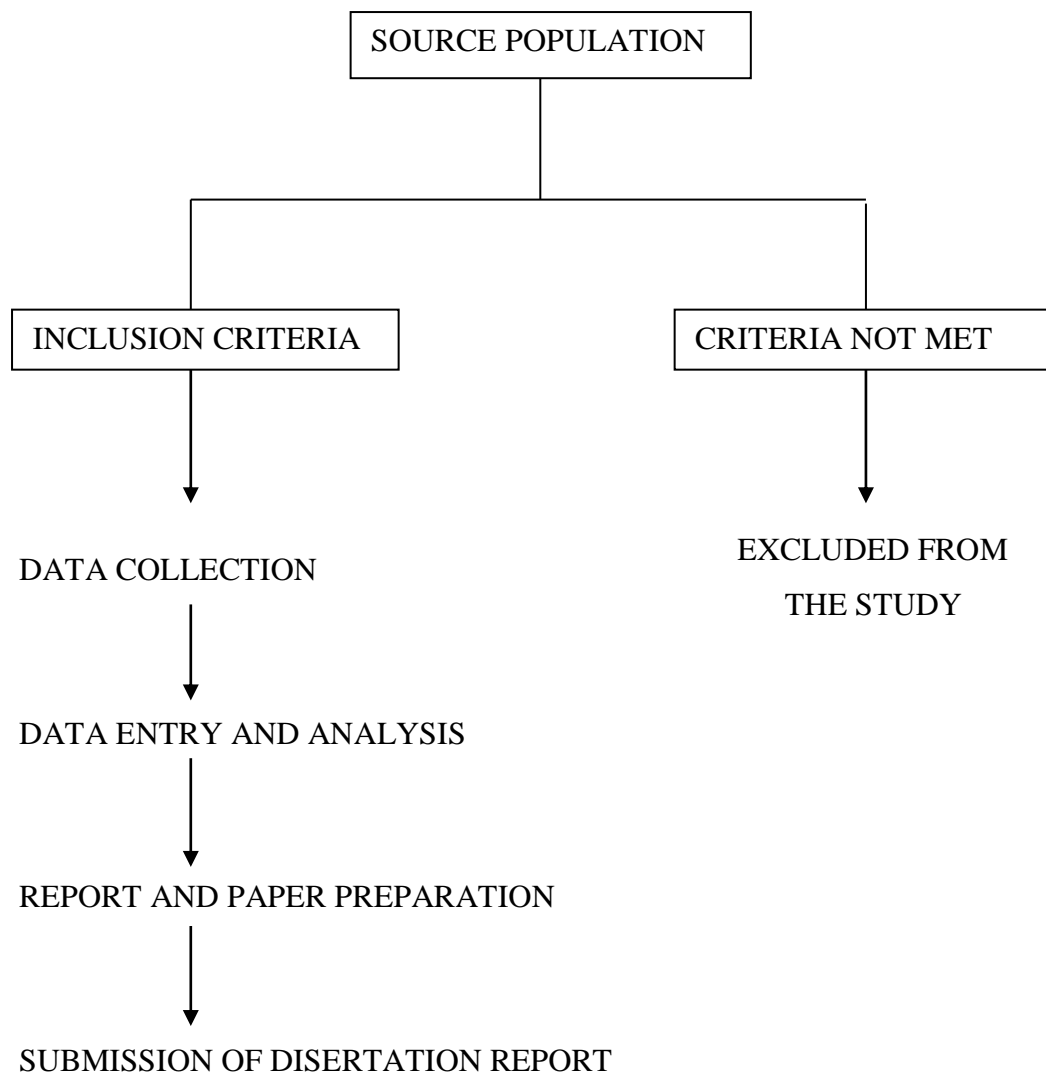 SOURCE POPULATION
INCLUSION CRITERIA
CRITERIA NOT MET
DATA COLLECTION
EXCLUDED FROM
THE STUDY
DATA ENTRY AND ANALYSIS
REPORT AND PAPER PREPARATION
SUBMISSION OF DISERTATION REPORT